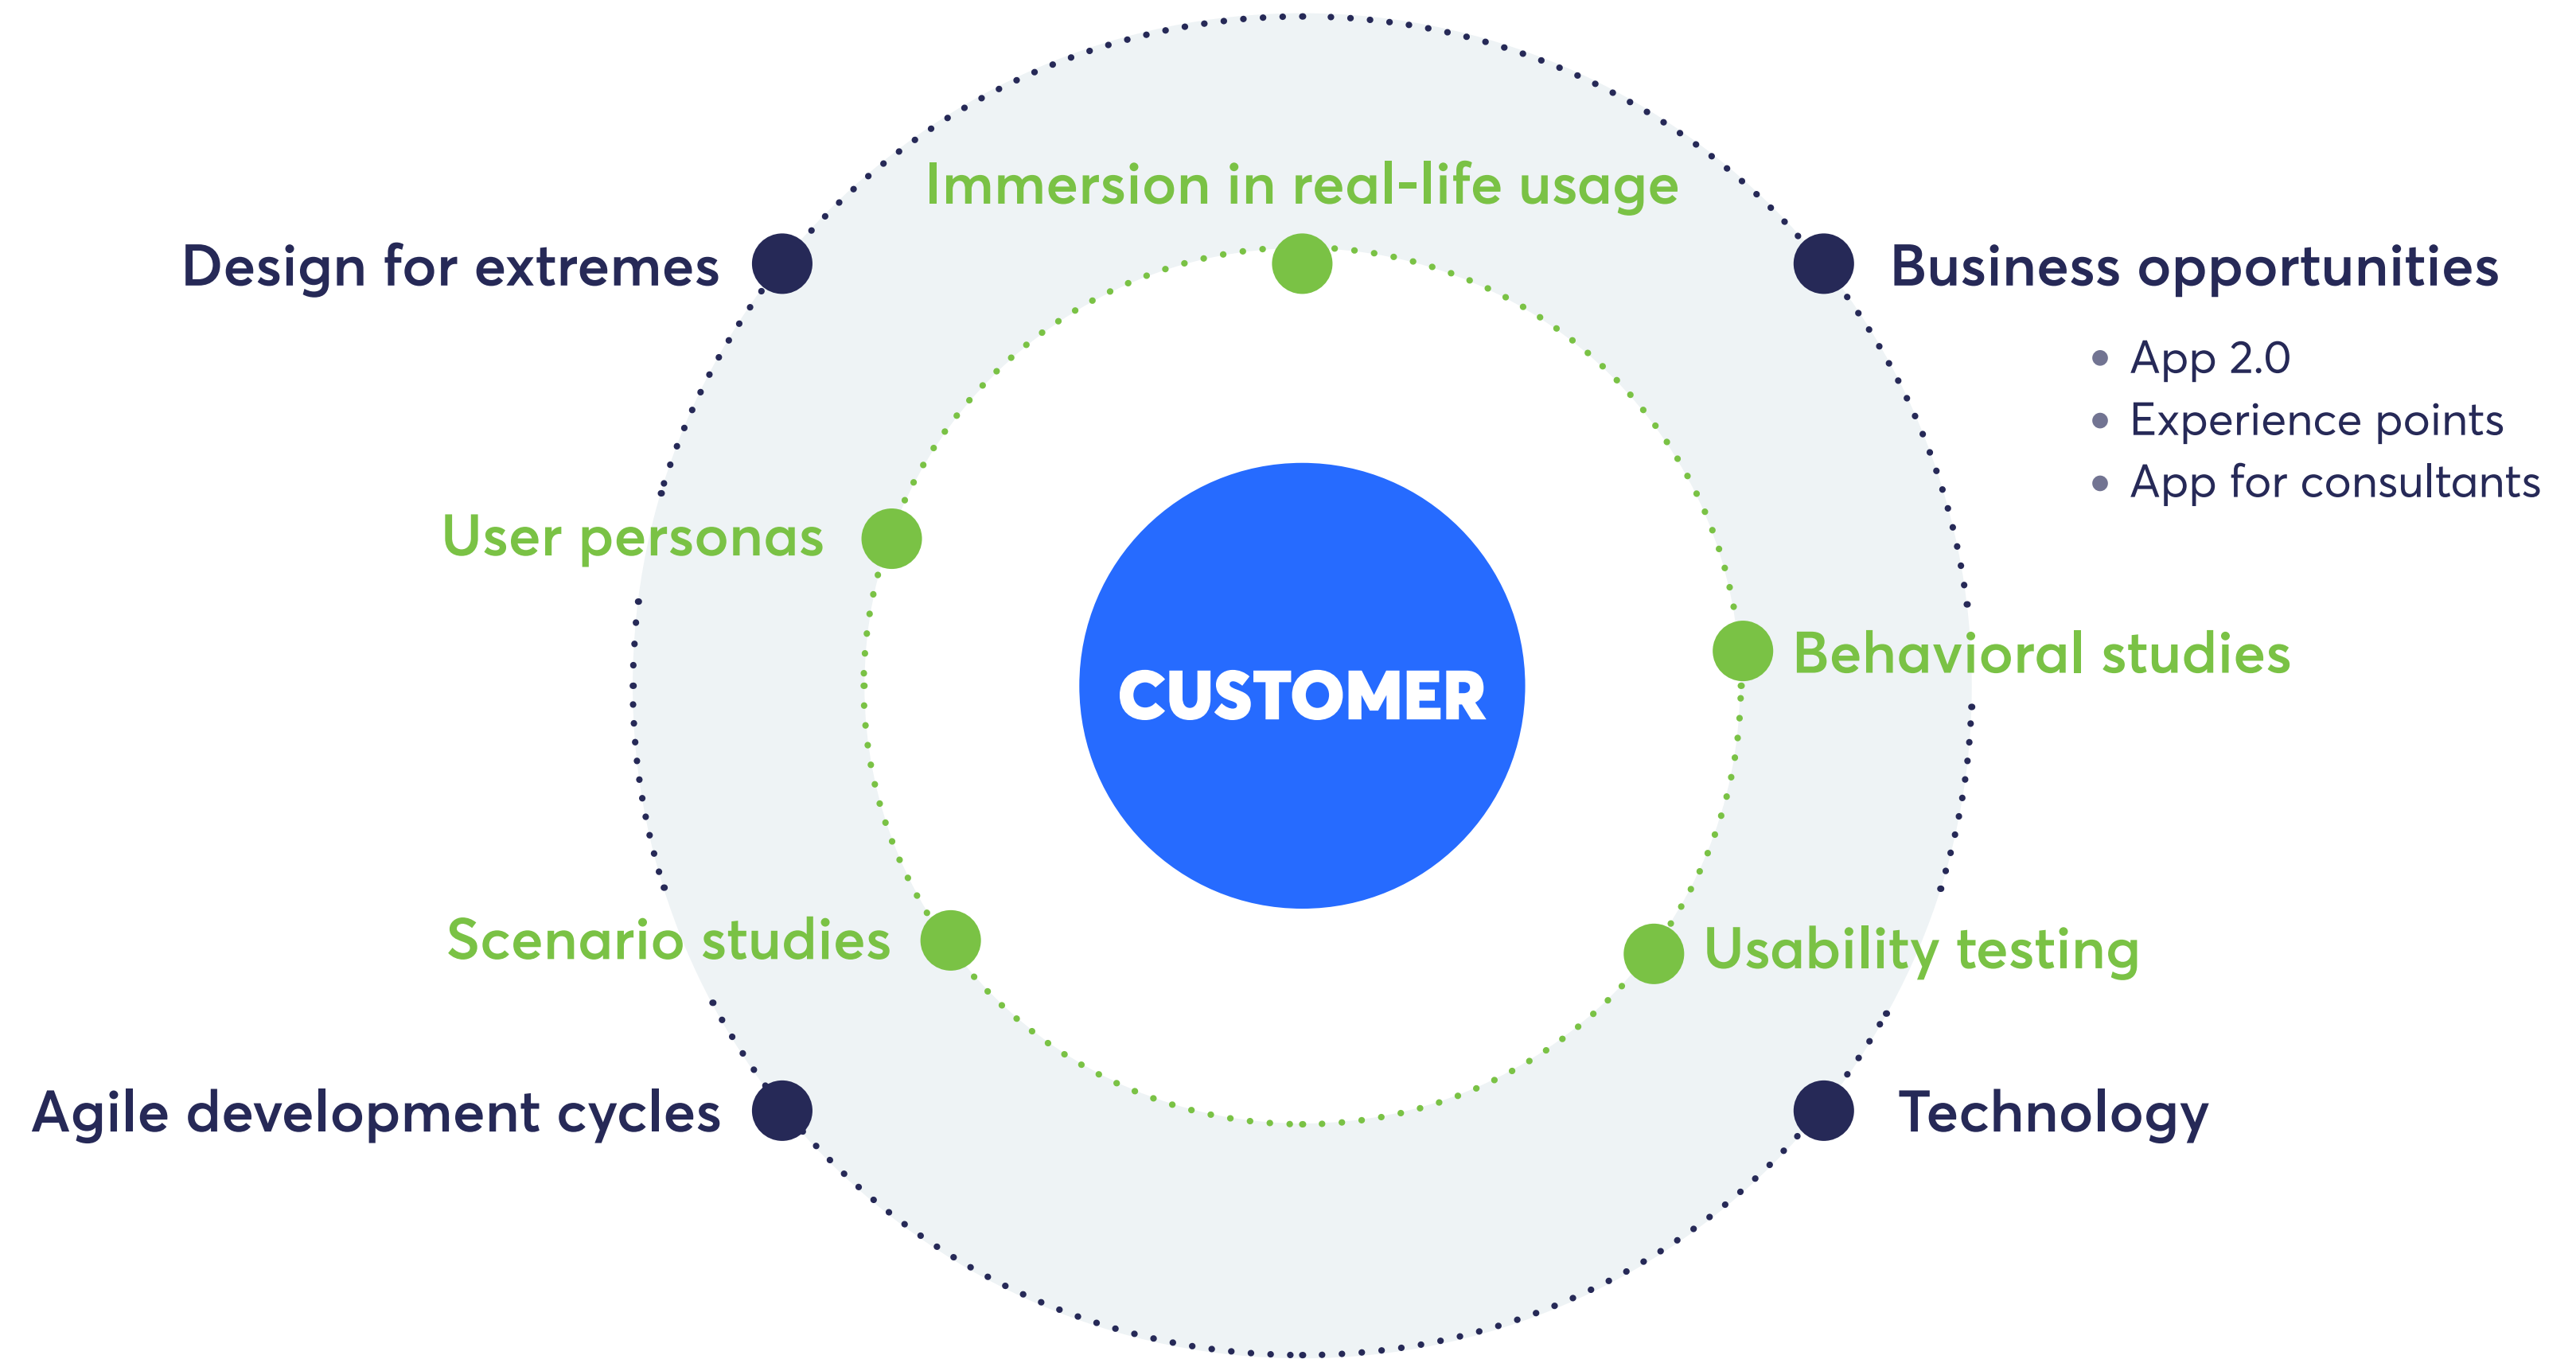 Immersion in real-life usage
Design for extremes
Business opportunities
App 2.0
Experience points
App for consultants
User personas
Behavioral studies
CUSTOMER
Scenario studies
Usability testing
Agile development cycles
Technology